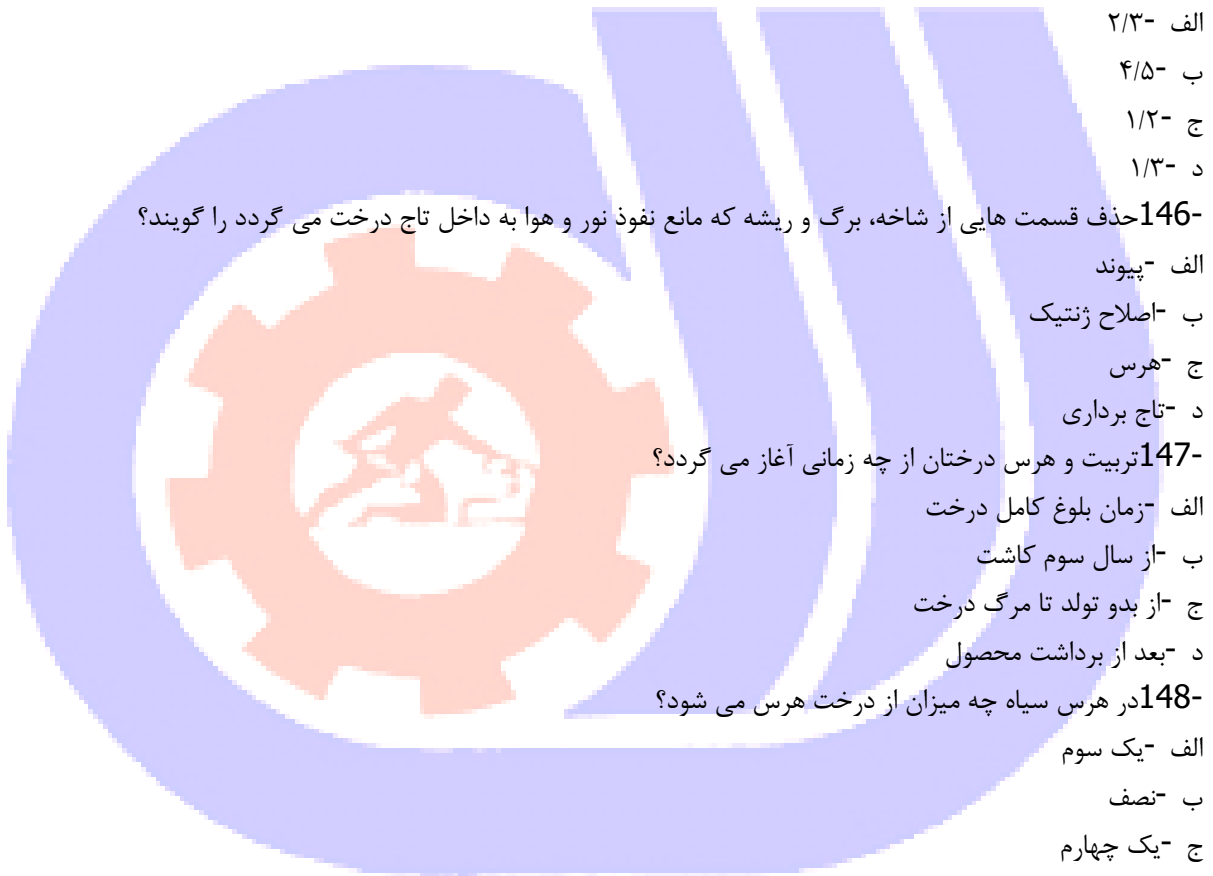 الف -۲/۳
ب -۴/۵
ج -۱/۲
د -۱/۳
146-حذف قسمت هایی از شاخه، برگ و ریشه که مانع نفوذ نور و هوا به داخل تاج درخت می گردد را گویند؟
الف -پیوند
ب -اصلاح ژنتیک
ج -هرس
د -تاج برداری
147-تربیت و هرس درختان از چه زمانی آغاز می گردد؟
الف -زمان بلوغ کامل درخت
ب -از سال سوم کاشت
ج -از بدو تولد تا مرگ درخت
د -بعد از برداشت محصول
148-در هرس سیاه چه میزان از درخت هرس می شود؟
الف -یک سوم
ب -نصف
ج -یک چهارم